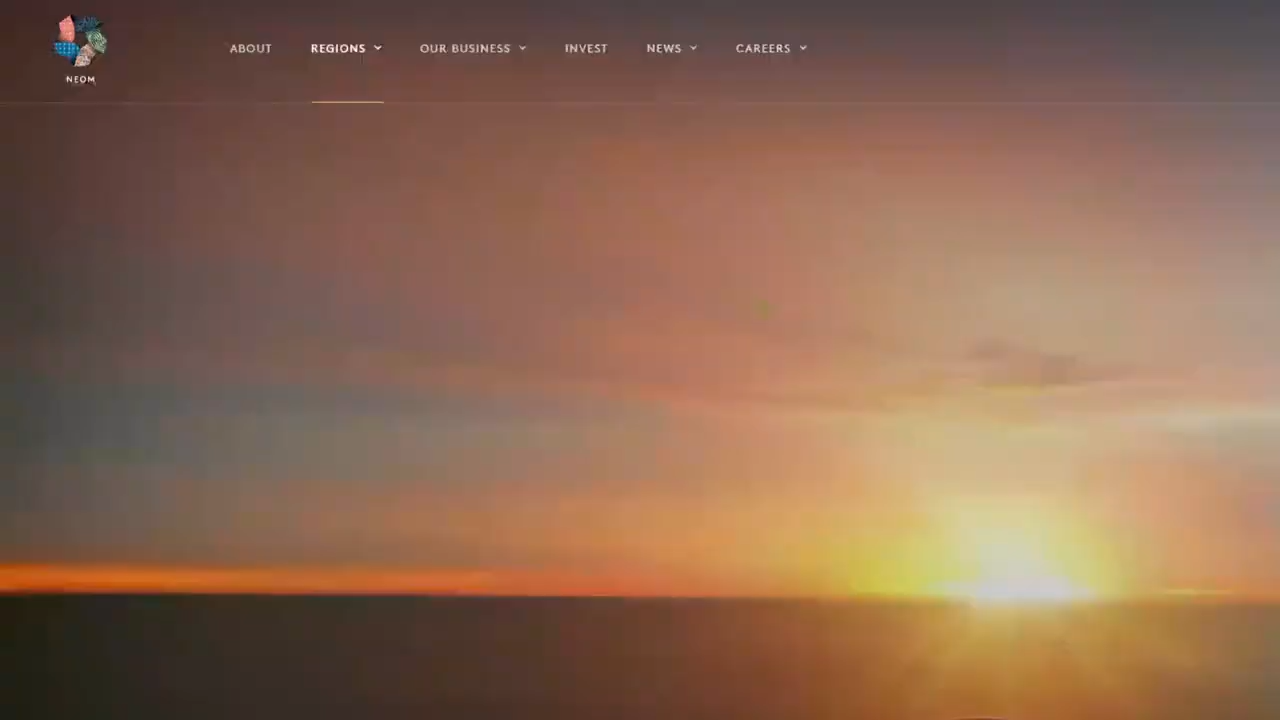 ABOUT
REGIONS
OUR BUSINESS
INVEST
NEWS
CAREERS
NEOM